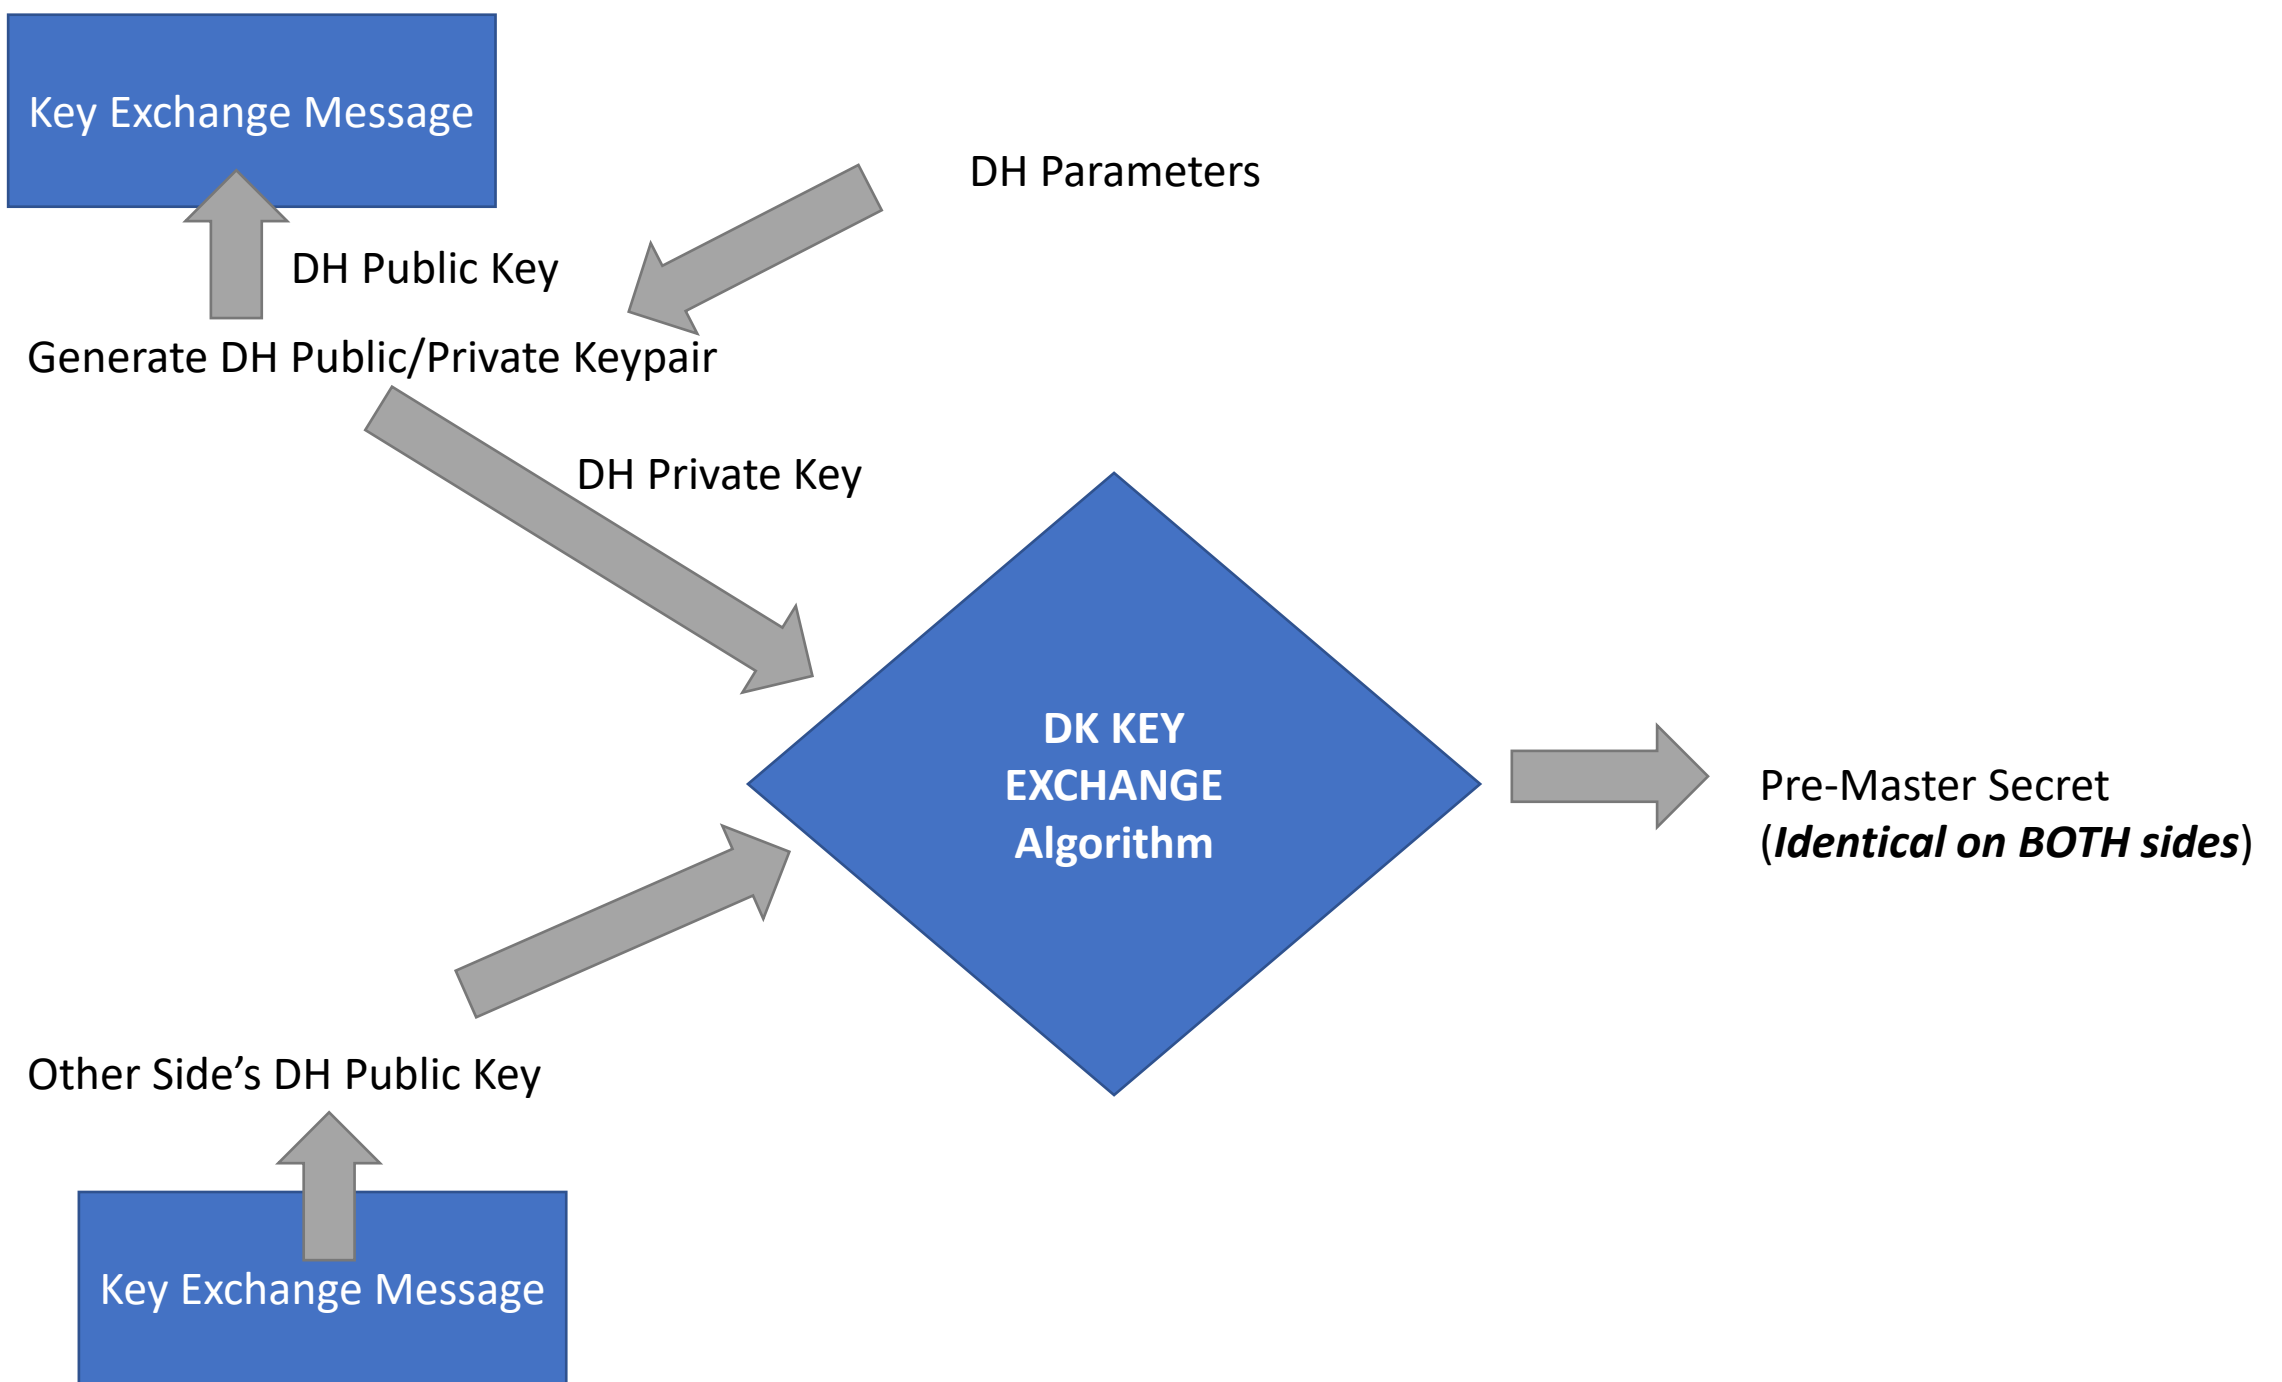 Key Exchange Message
DH Parameters
DH Public Key
Generate DH Public/Private Keypair
DH Private Key
DK KEY
EXCHANGE
Algorithm
Pre-Master Secret
(Identical on BOTH sides)
Other Side’s DH Public Key
Key Exchange Message